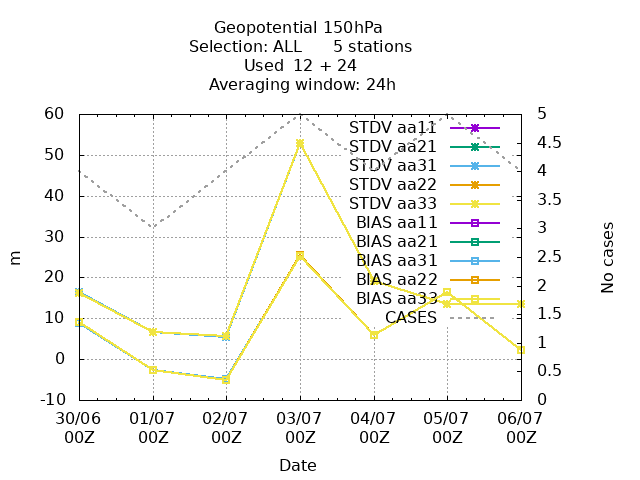 Geopotential 150hPa
Selection: ALL      5 stations
Used  12 + 24
Averaging window: 24h
60
50
40
30
20
10
0
-10
m
5
4.5
4
3.5
3
2.5
2
1.5
1
0.5
0
No cases
STDV aa11
STDV aa21
STDV aa31
STDV aa22
STDV aa33
BIAS aa11
BIAS aa21
BIAS aa31
BIAS aa22
BIAS aa33
CASES
30/06 01/07 02/07 03/07 04/07 05/07 06/07
00Z 00Z 00Z 00Z 00Z 00Z 00Z
Date